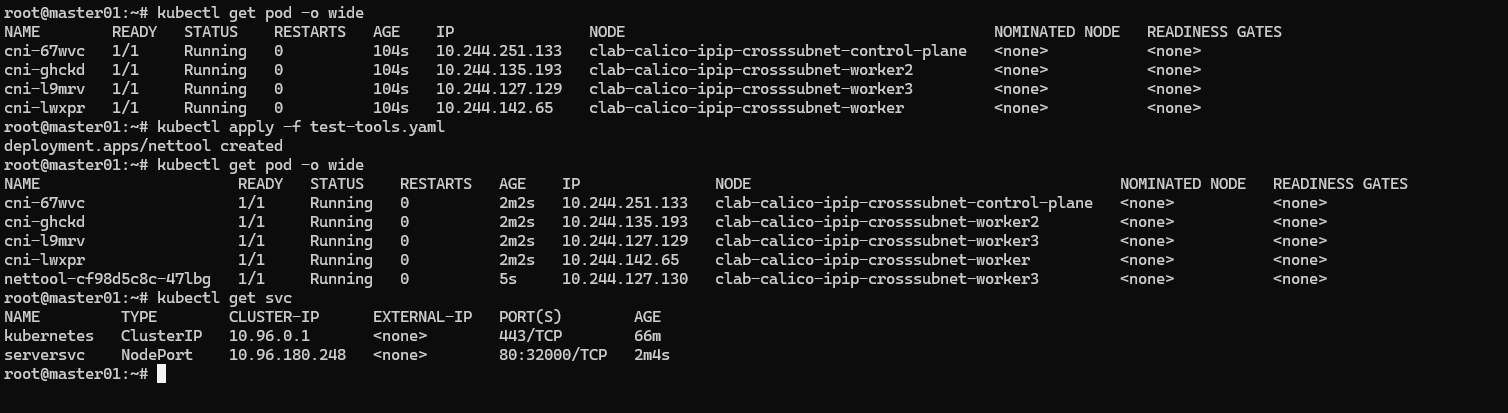 root@master01:~# kubectl get pod -o wide
NAME        READY   STATUS    RESTARTS   AGE    IP               NODE                                      NOMINATED NODE   READINESS GATES
cni-67wvc   1/1     Running   0          104s   10.244.251.133   clab-calico-ipip-crosssubnet-control-plane   <none>           <none>
cni-ghckd   1/1     Running   0          104s   10.244.135.193   clab-calico-ipip-crosssubnet-worker2         <none>           <none>
cni-l9mrv   1/1     Running   0          104s   10.244.127.129   clab-calico-ipip-crosssubnet-worker3         <none>           <none>
cni-lwxpr   1/1     Running   0          104s   10.244.142.65    clab-calico-ipip-crosssubnet-worker          <none>           <none>
root@master01:~# kubectl apply -f test-tools.yaml
deployment.apps/nettool created
root@master01:~# kubectl get pod -o wide
NAME                      READY   STATUS    RESTARTS   AGE    IP               NODE                                         NOMINATED NODE   READINESS GATES
cni-67wvc                 1/1     Running   0          2m2s   10.244.251.133   clab-calico-ipip-crosssubnet-control-plane   <none>           <none>
cni-ghckd                 1/1     Running   0          2m2s   10.244.135.193   clab-calico-ipip-crosssubnet-worker2         <none>           <none>
cni-l9mrv                 1/1     Running   0          2m2s   10.244.127.129   clab-calico-ipip-crosssubnet-worker3         <none>           <none>
cni-lwxpr                 1/1     Running   0          2m2s   10.244.142.65    clab-calico-ipip-crosssubnet-worker          <none>           <none>
nettool-cf98d5c8c-47lbg   1/1     Running   0          5s     10.244.127.130   clab-calico-ipip-crosssubnet-worker3         <none>           <none>
root@master01:~# kubectl get svc
NAME         TYPE        CLUSTER-IP      EXTERNAL-IP   PORT(S)        AGE
kubernetes   ClusterIP   10.96.0.1       <none>        443/TCP        66m
serversvc    NodePort    10.96.180.248   <none>        80:32000/TCP   2m4s
root@master01:~#